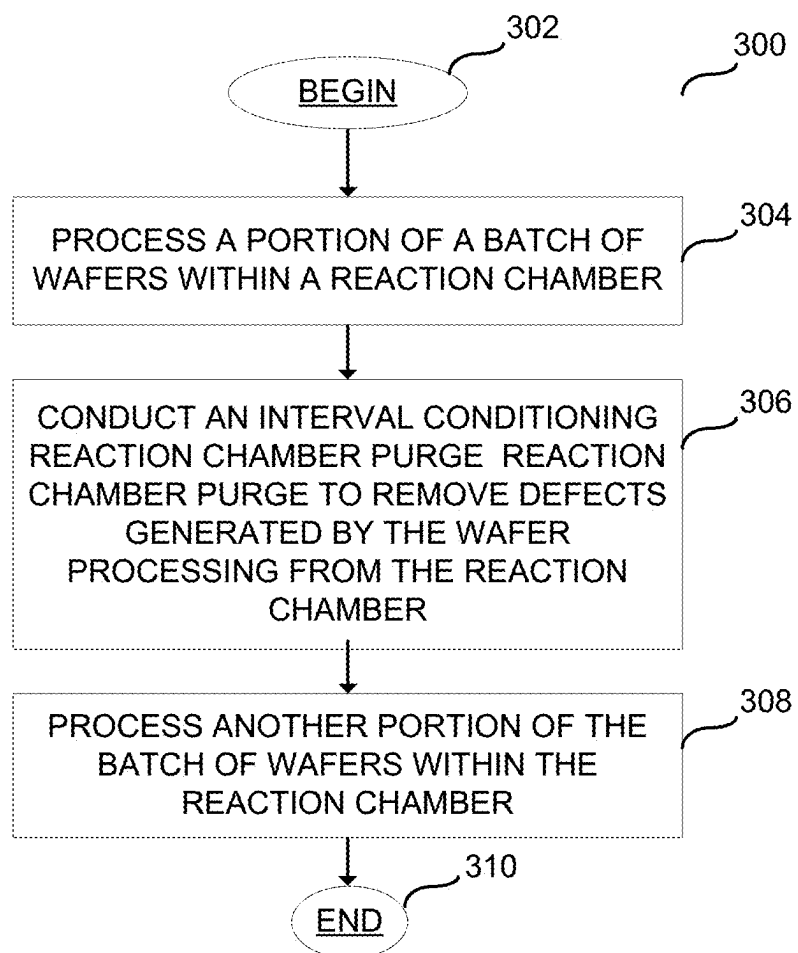 302
300
BEGIN
304
PROCESS A PORTION OF A BATCH OF
WAFERS WITHIN A REACTION CHAMBER
306
CONDUCT AN INTERVAL CONDITIONING
REACTION CHAMBER PURGE REACTION
CHAMBER PURGE TO REMOVE DEFECTS
GENERATED BY THE WAFER
PROCESSING FROM THE REACTION
CHAMBER
308
PROCESS ANOTHER PORTION OF THE
BATCH OF WAFERS WITHIN THE
REACTION CHAMBER
310
END